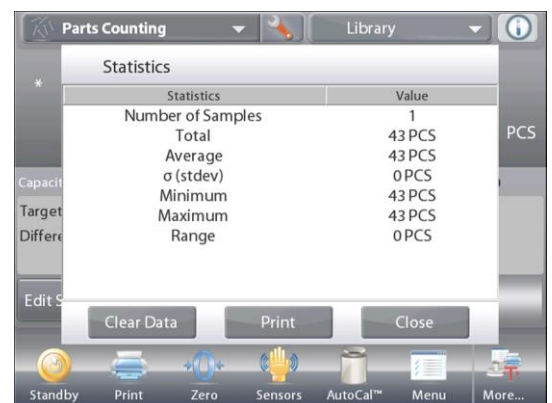 Parts Counting Library
Statistics
*
Statistics Value
Number of Samples 1
Total 43 PCS
PCS
Average 43 PCS
σ (stdev) 0 PCS
Capacit
Minimum 43 PCS
Target
Maximum 43 PCS
Differe
Range 0 PCS
Edit S
Clear Data Print Close
Standby Print Zero Sensors AutoCal™ Menu More...